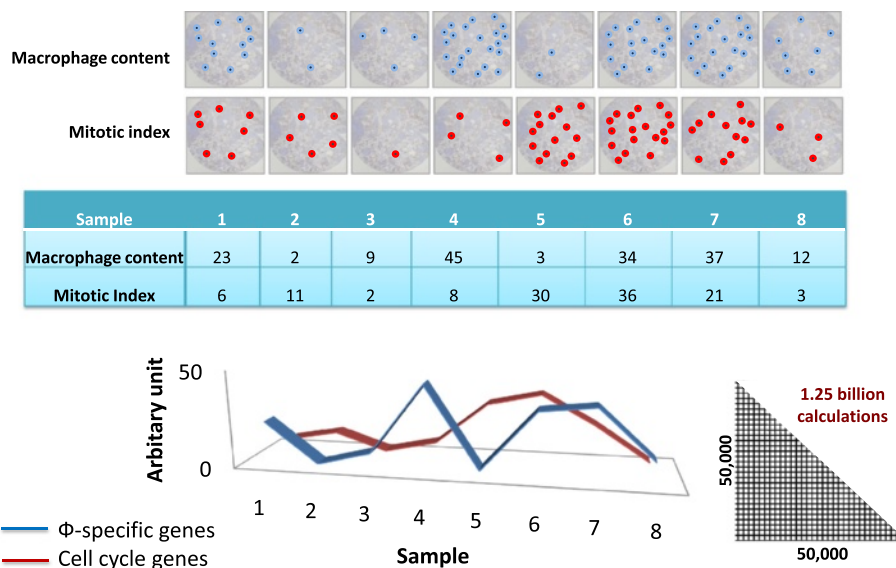 Macrophage content
Mitotic index
Sample 1 2 3 4 5 6 7 8
Macrophage content 23 2 9 45 3 34 37 12
Mitotic Index 6 11 2 8 30 36 21 3
Arbitary unit
50
0
1 2 3 4 5 6 7 8
Sample
Φ-specific genes
Cell cycle genes
1.25 billion
calculations
50,000
50,000